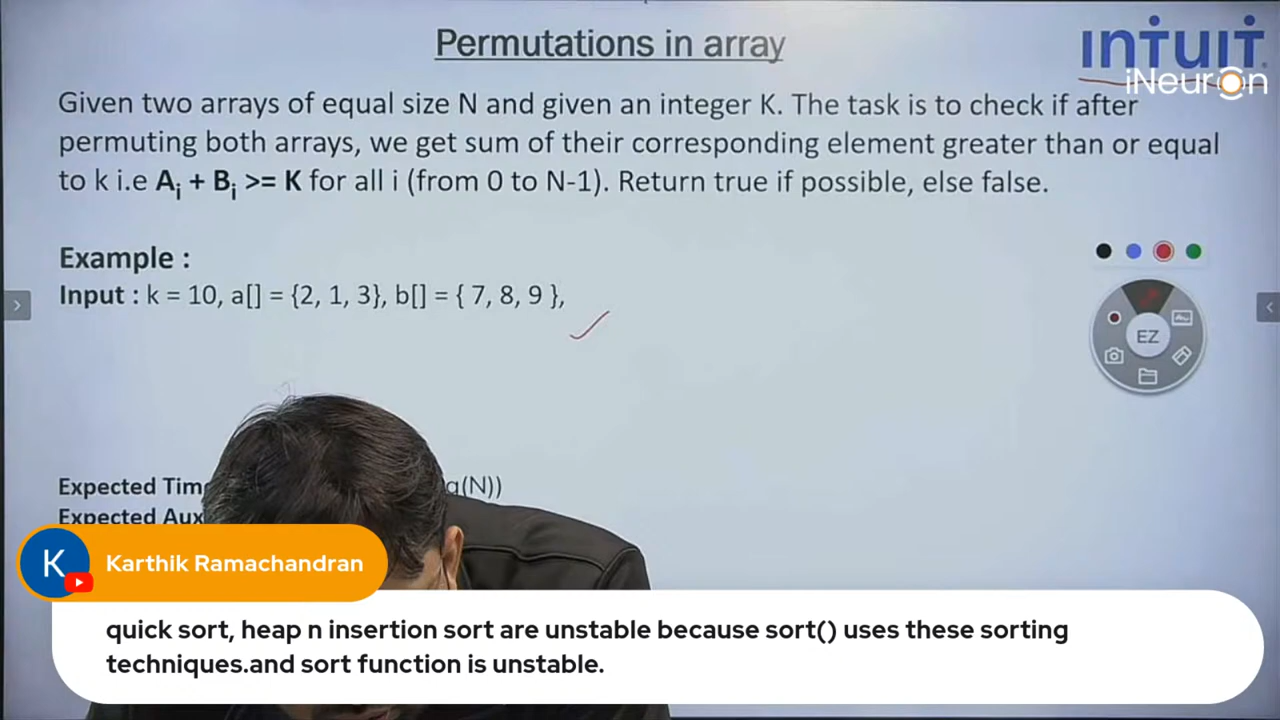 Permutations in array
INTUIT
iNeuron
Given two arrays of equal size N and given an integer K. The task is to check if after
permuting both arrays, we get sum of their corresponding element greater than or equal
to k i.e Ai + Bi >= K for all i (from 0 to N-1). Return true if possible, else false.
Example :
Input : k = 10, a[] = {2, 1, 3}, b[] = { 7, 8, 9 },
EZ
Expected (N))
Expected
K
Karthik Ramachandran
quick sort, heap n insertion sort are unstable because sort() uses these sorting
techniques.and sort function is unstable.